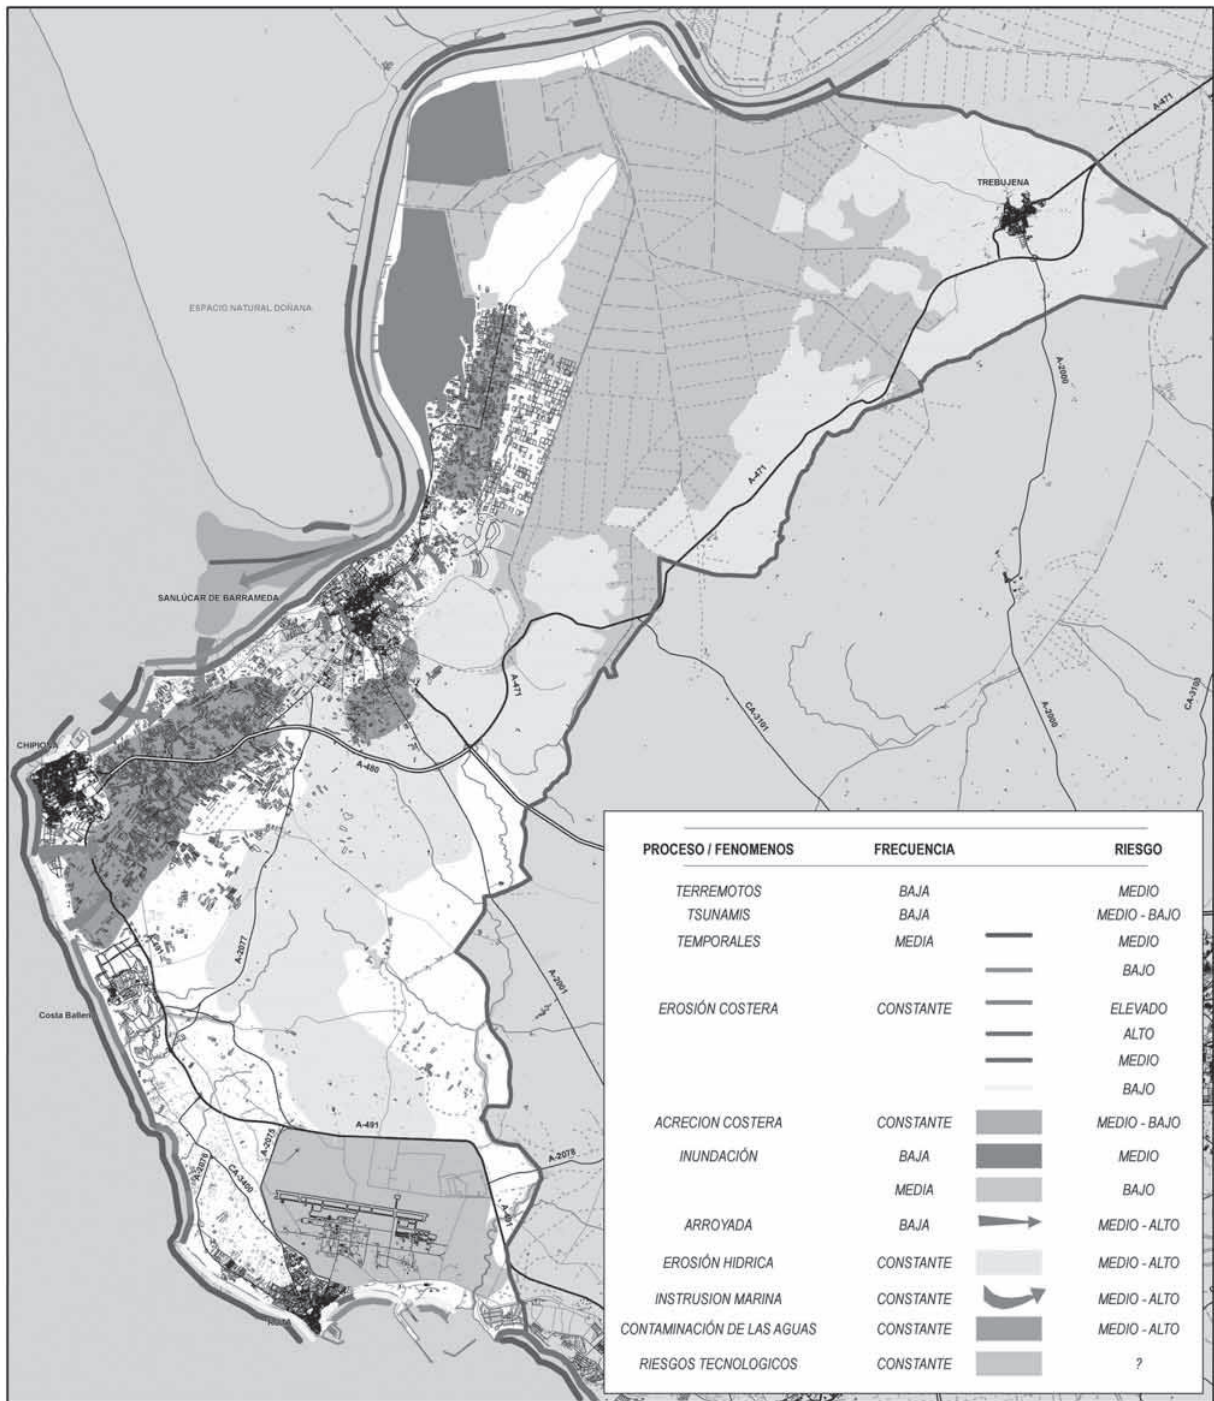 A-471
TREBUJENA
ESPACIO NATURAL DOÑANA
A-2000
A-471
SANLÚCAR DE BARRAMEDA
A-471
CA-3101
A-2000
CA-3103
CHIPIONA
A-480
A-491
A-2077
A-2001
Costa Ballena
A-491
A-2075
A-2078
A-2076
CA-3400
A-491
ROTA
PROCESO / FENOMENOS FRECUENCIA RIESGO
TERREMOTOS BAJA MEDIO
TSUNAMIS BAJA MEDIO - BAJO
TEMPORALES MEDIA MEDIO
BAJO
EROSIÓN COSTERA CONSTANTE ELEVADO
ALTO
MEDIO
BAJO
ACRECION COSTERA CONSTANTE MEDIO - BAJO
INUNDACIÓN BAJA MEDIO
MEDIA BAJO
ARROYADA BAJA MEDIO - ALTO
EROSIÓN HIDRICA CONSTANTE MEDIO - ALTO
INSTRUSION MARINA CONSTANTE MEDIO - ALTO
CONTAMINACIÓN DE LAS AGUAS CONSTANTE MEDIO - ALTO
RIESGOS TECNOLOGICOS CONSTANTE ?